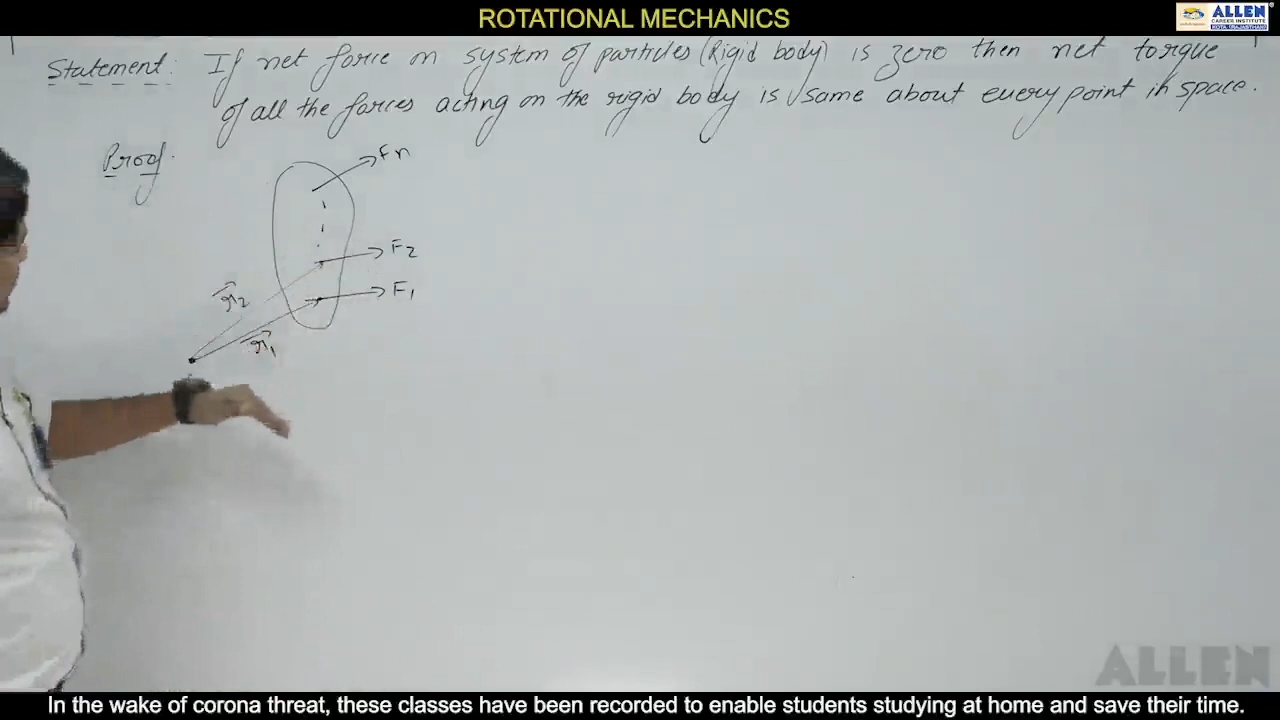 ROTATIONAL MECHANICS
ALLEN
CAREER INSTITUTE
KOTA (RAJASTHAN)
Statement: If net force on system of particles (Rigid body) is zero then net torque
of all the forces acting on the rigid body is same about every point in space.
Proof.
Fn
F2
r2
F1
r1
ALLEN
In the wake of corona threat, these classes have been recorded to enable students studying at home and save their time.